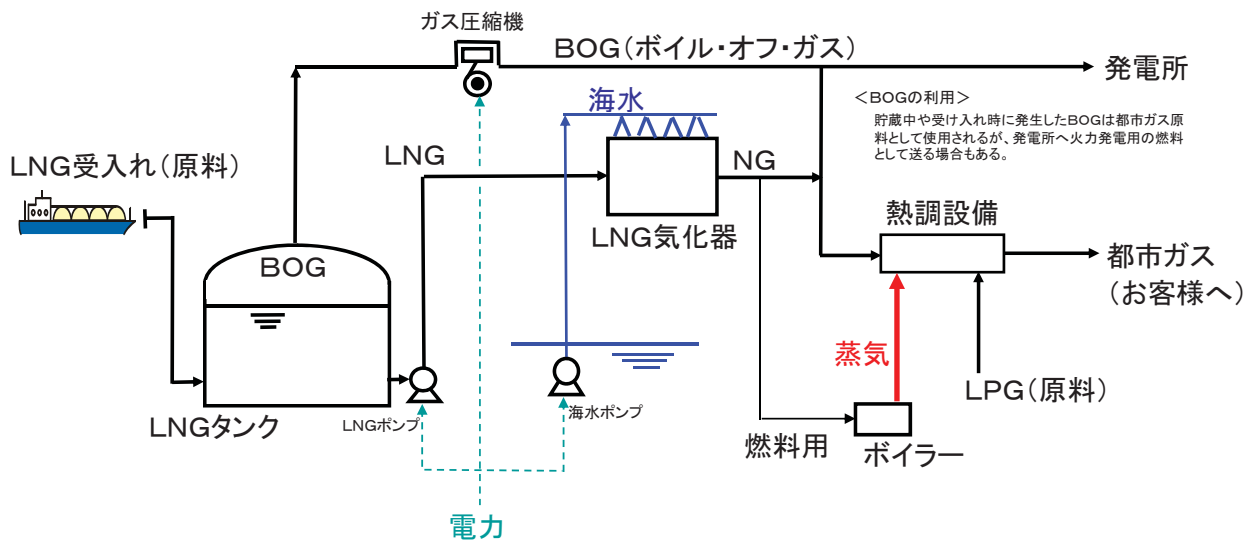 ガス圧縮機
BOG(ボイル・オフ・ガス)
発電所
<BOGの利用>
貯蔵中や受け入れ時に発生したBOGは都市ガス原
料として使用されるが、発電所へ火力発電用の燃料
として送る場合もある。
海水
LNG
NG
LNG受入れ(原料)
LNG気化器
熱調設備
BOG
都市ガス
(お客様へ)
蒸気
LPG(原料)
LNGタンク
LNGポンプ
海水ポンプ
燃料用
ボイラー
電力